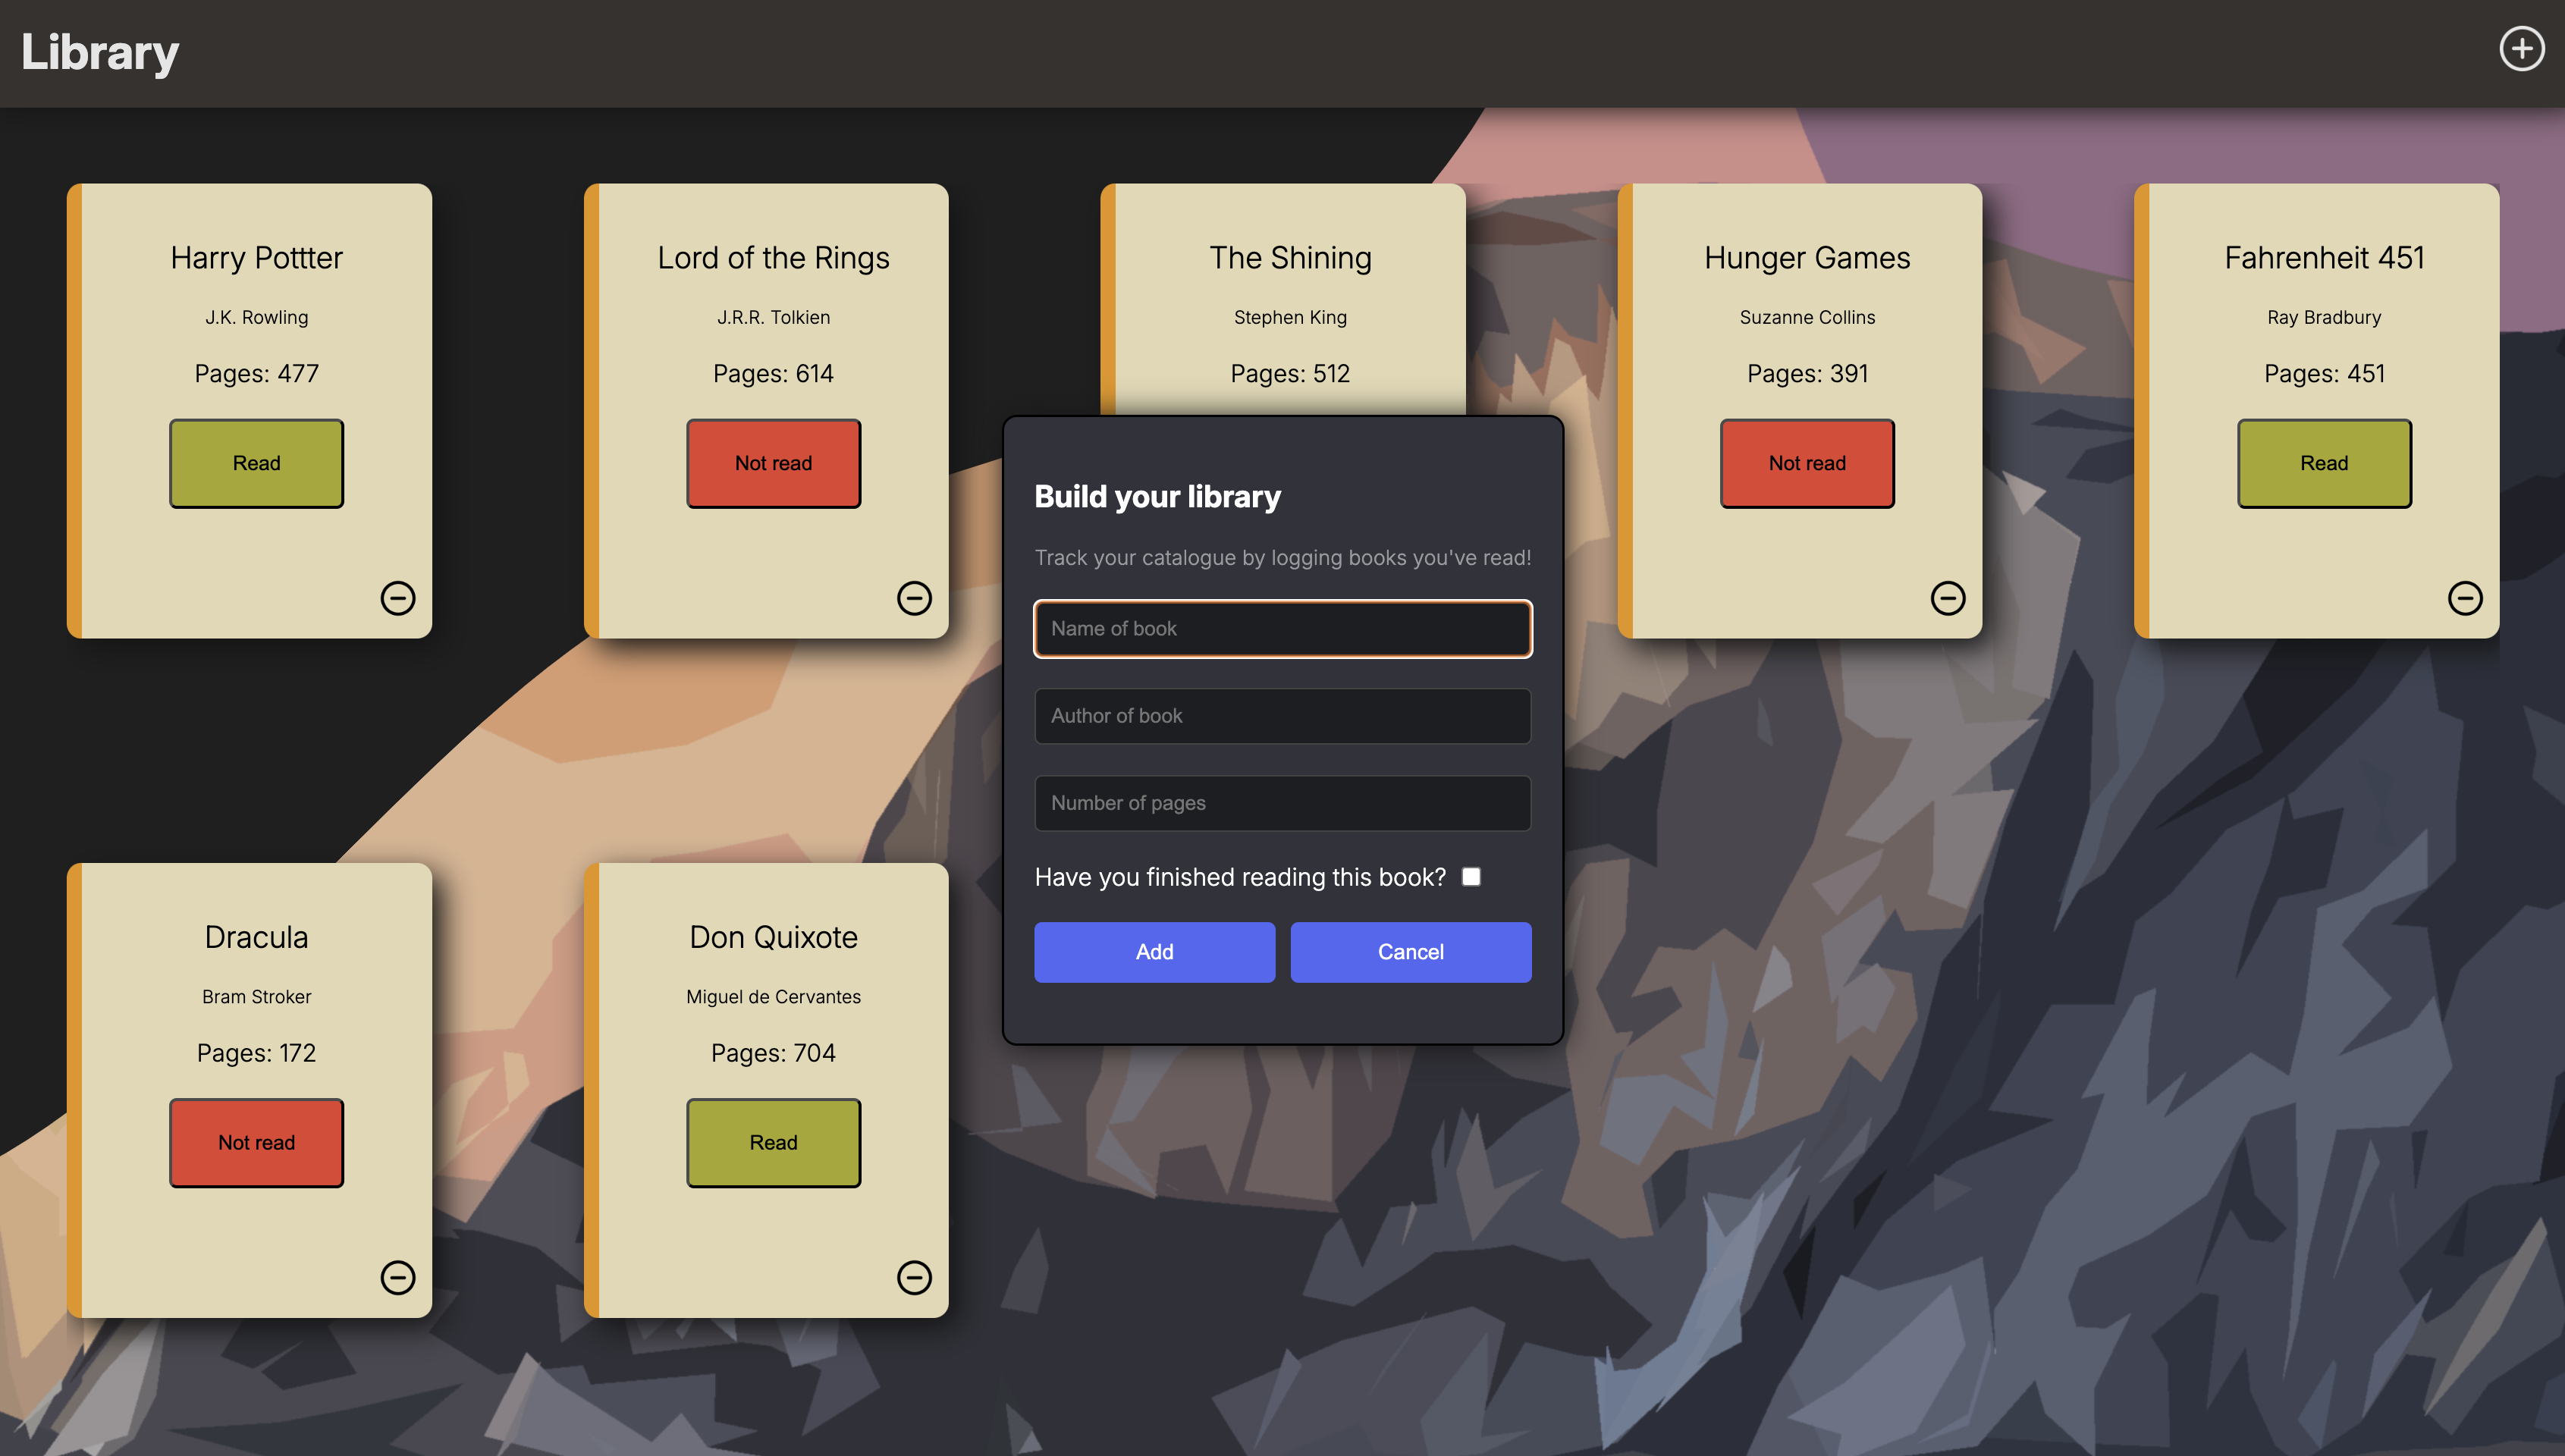 Library
Harry Pottter
J.K. Rowling
Pages: 477
Read
Lord of the Rings
J.R.R. Tolkien
Pages: 614
Not read
The Shining
Stephen King
Pages: 512
Hunger Games
Suzanne Collins
Pages: 391
Not read
Fahrenheit 451
Ray Bradbury
Pages: 451
Read
Build your library
Track your catalogue by logging books you've read!
Name of book
Author of book
Number of pages
Have you finished reading this book?
Add
Cancel
Dracula
Bram Stroker
Pages: 172
Not read
Don Quixote
Miguel de Cervantes
Pages: 704
Read